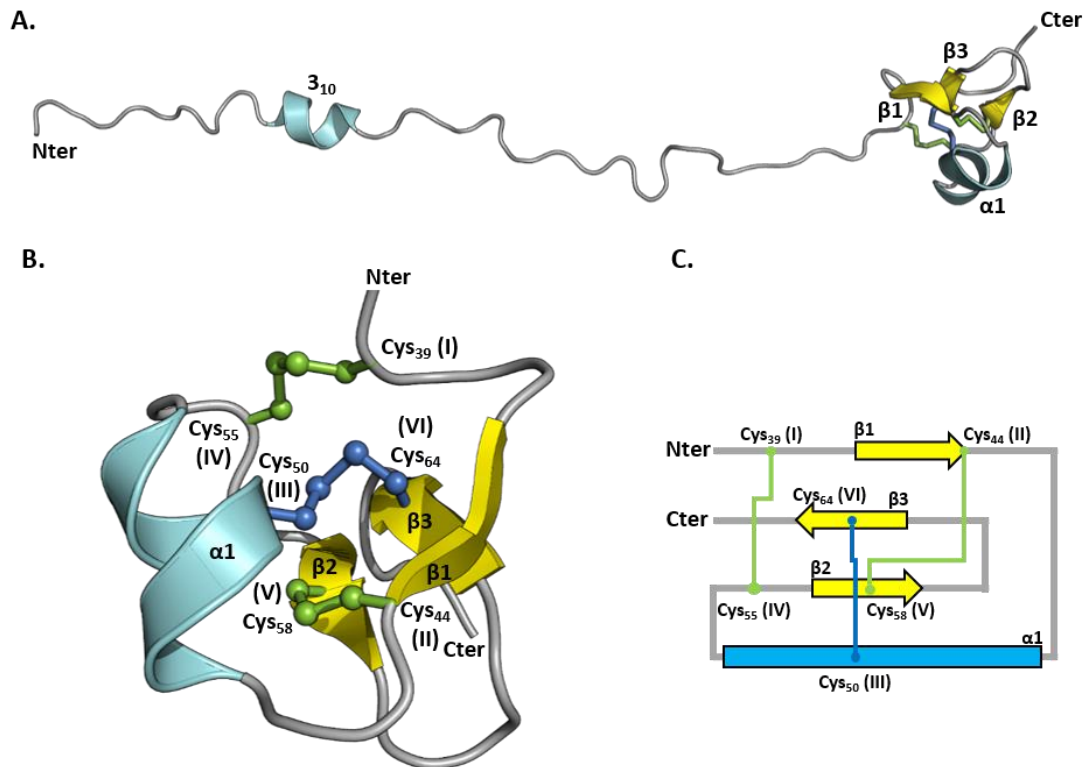 A.
Cter
β3
3₁₀
β1
β2
Nter
α1
B.
C.
Nter
Cys₃₉ (I)
(VI)
Cys₆₄
Cys₅₅
(IV)
Cys₅₀
(III)
β3
α1
β2
β1
(V)
Cys₅₈
Cys₄₄
(II)
Cter
Cys₃₉ (I)
β1
Cys₄₄ (II)
Nter
Cys₆₄ (VI)
β3
Cter
β2
Cys₅₅ (IV)
Cys₅₈ (V)
α1
Cys₅₀ (III)